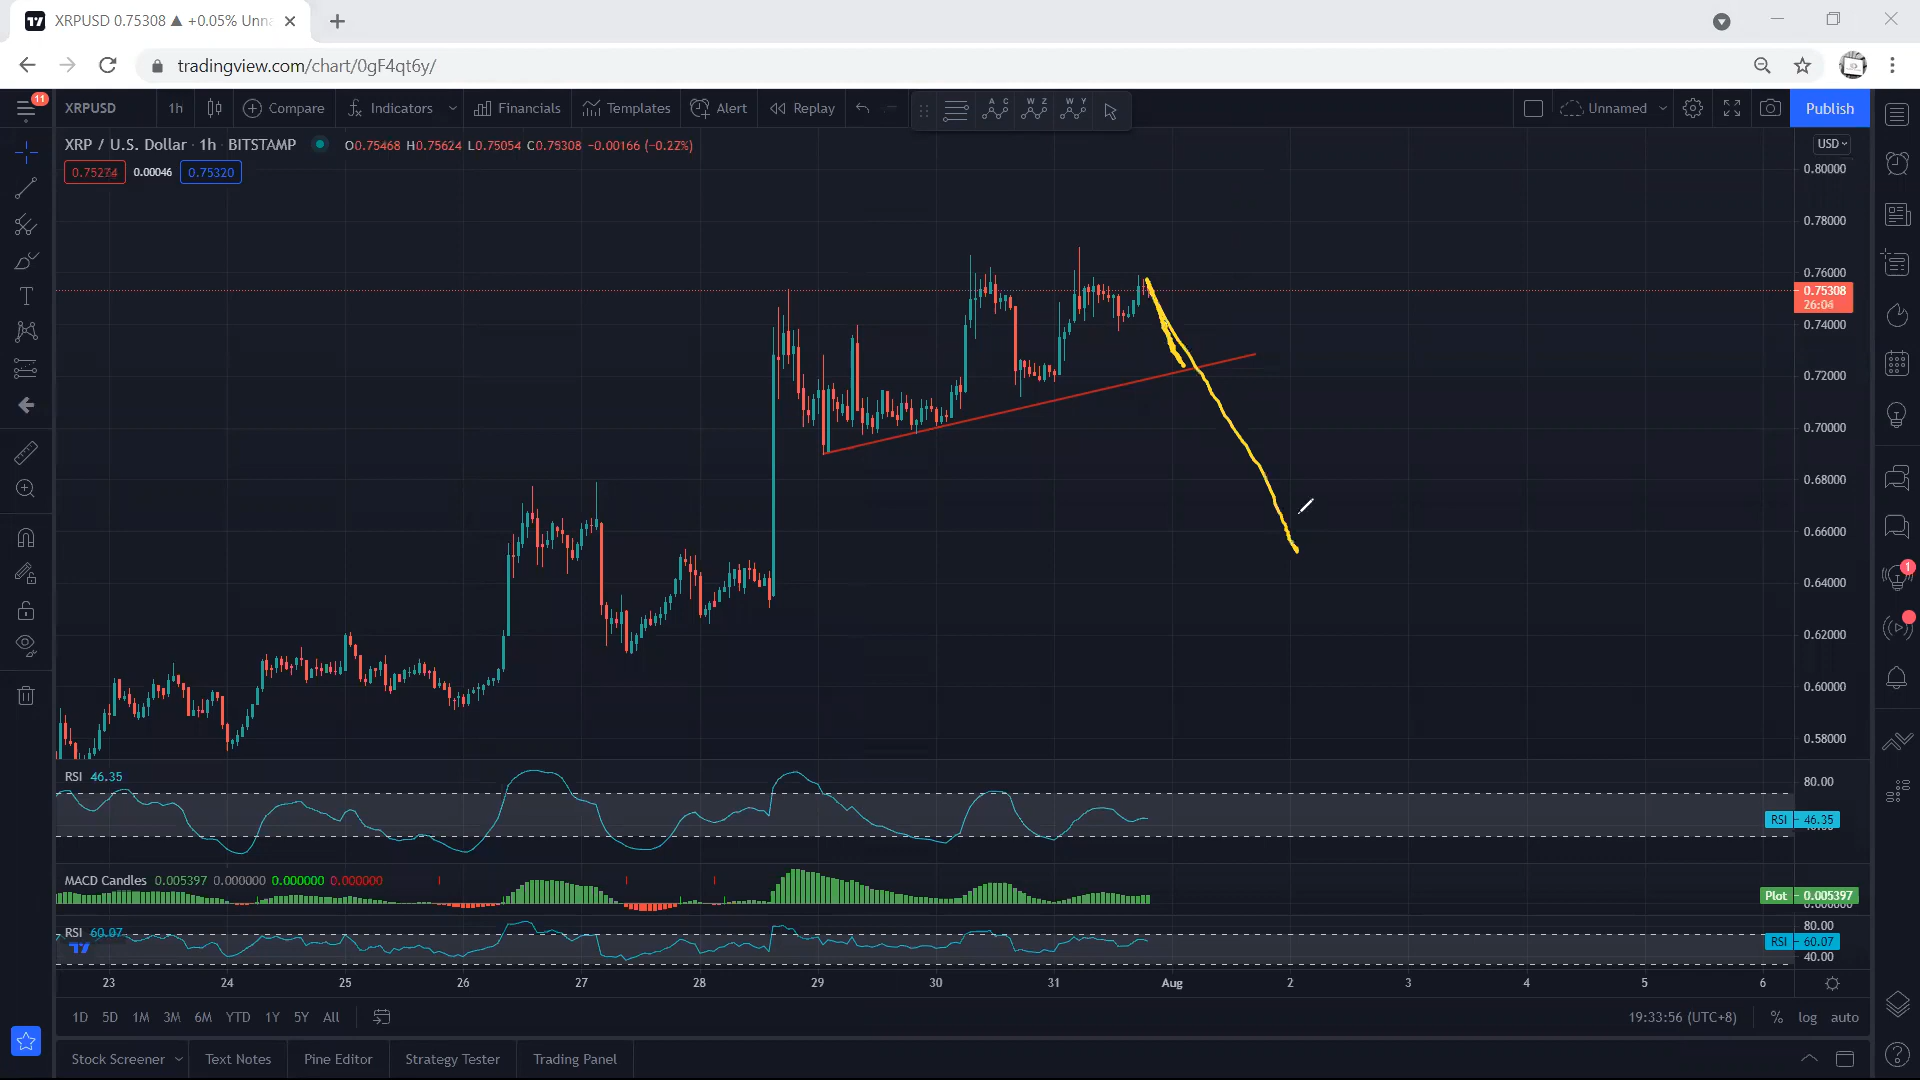 XRPUSD 0.75308 ▲ +0.05% Unna
tradingview.com/chart/0gF4qt6y/
11
XRPUSD 1h Compare Indicators Financials Templates Alert Replay A C W Z W Y Unnamed Publish
XRP / U.S. Dollar · 1h · BITSTAMP O0.75468 H0.75624 L0.75054 C0.75308 -0.00166 (-0.22%)
USD
0.75274 0.00046 0.75320
0.80000
0.78000
0.76000
0.75308
26:04
0.74000
0.72000
0.70000
0.68000
0.66000
0.64000
0.62000
0.60000
0.58000
1
RSI 46.35
80.00
RSI 46.35
MACD Candles 0.005397 0.000000 0.000000 0.000000
Plot 0.005397
RSI 60.07
80.00
RSI 60.07
40.00
23 24 25 26 27 28 29 30 31 Aug 2 3 4 5 6
1D 5D 1M 3M 6M YTD 1Y 5Y All 19:33:56 (UTC+8) % log auto
Stock Screener Text Notes Pine Editor Strategy Tester Trading Panel